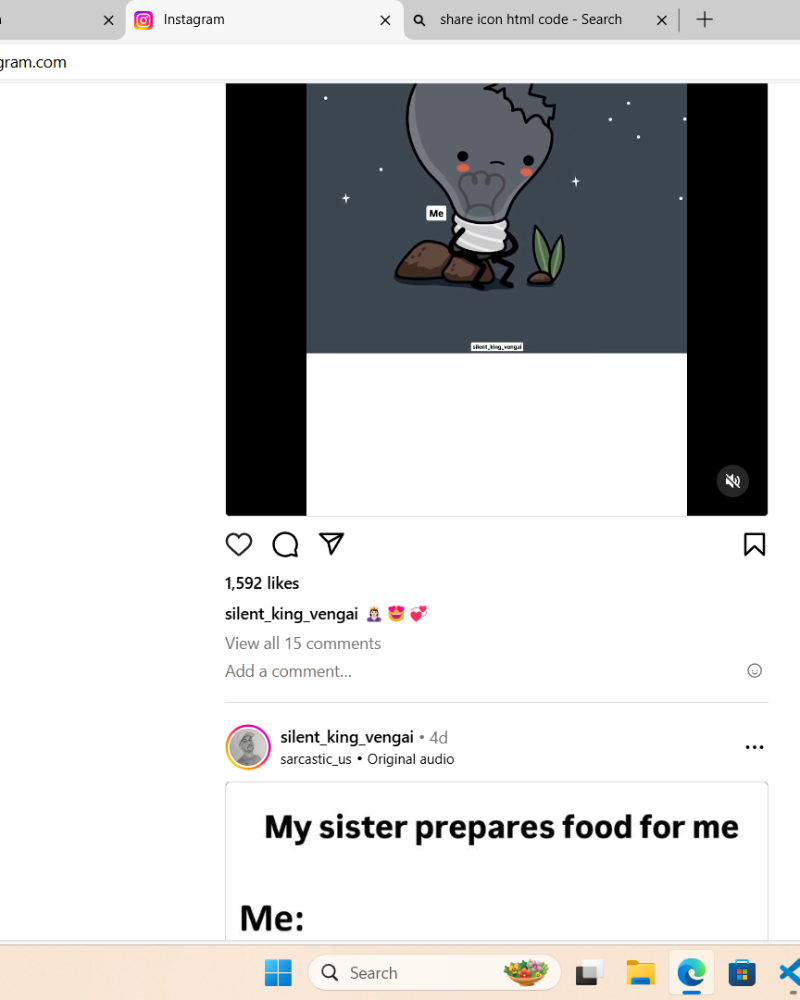 Instagram
share icon html code - Search
gram.com
Me
silent_king_vengai
1,592 likes
silent_king_vengai
View all 15 comments
Add a comment...
silent_king_vengai • 4d
sarcastic_us • Original audio
My sister prepares food for me
Me:
Search